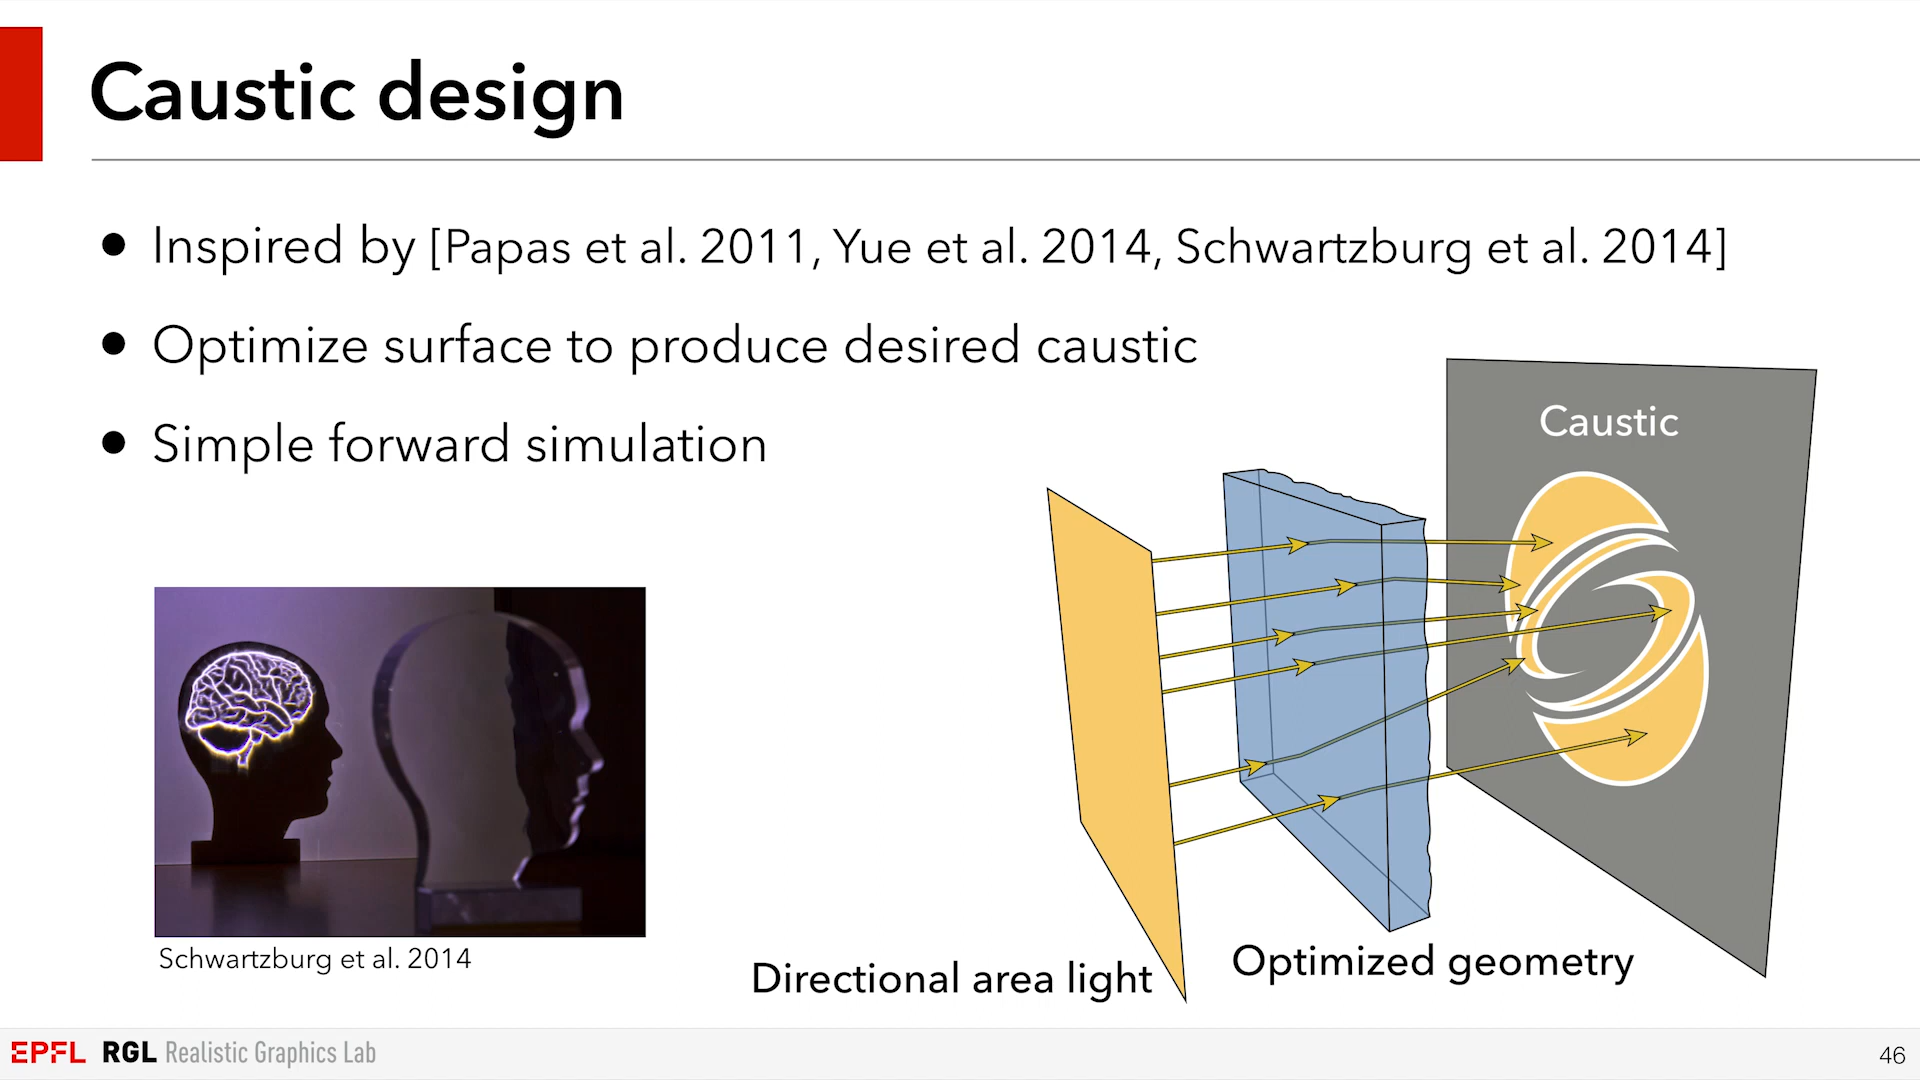 Caustic design
• Inspired by [Papas et al. 2011, Yue et al. 2014, Schwartzburg et al. 2014]
• Optimize surface to produce desired caustic
• Simple forward simulation
Caustic
Schwartzburg et al. 2014
Directional area light
Optimized geometry
EPFL RGL Realistic Graphics Lab
46